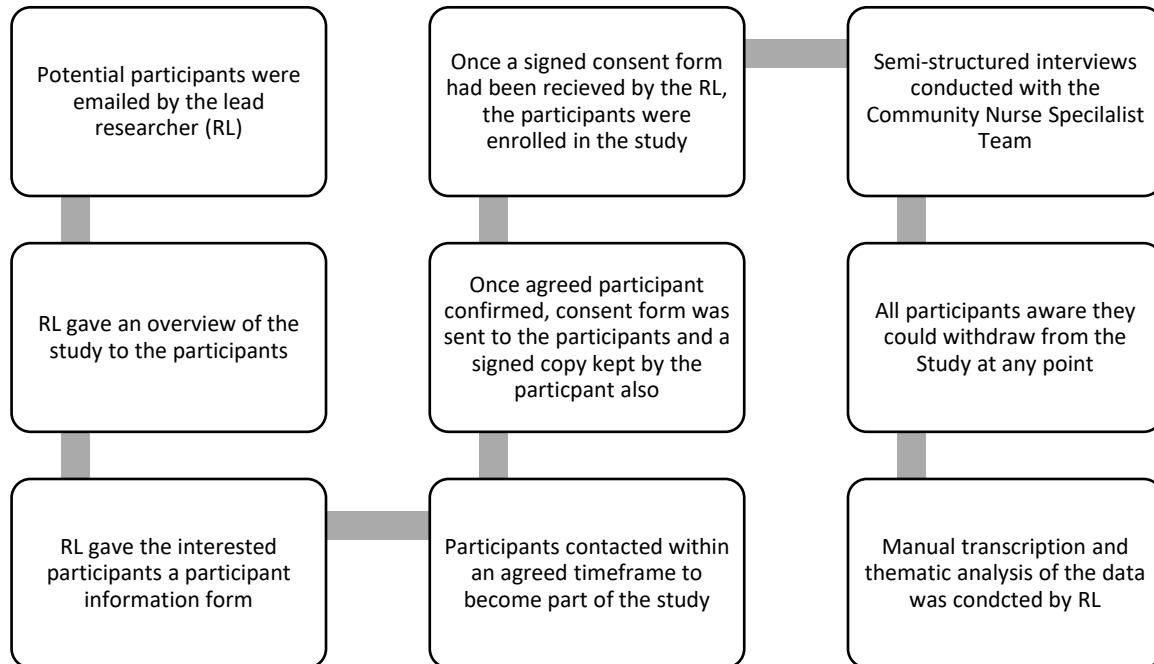 Potential participants were
emailed by the lead
researcher (RL)
RL gave an overview of the
study to the participants
RL gave the interested
participants a participant
information form
Participants contacted within
an agreed timeframe to
become part of the study
Once agreed participant
confirmed, consent form was
sent to the participants and a
signed copy kept by the
particpant also
Once a signed consent form
had been recieved by the RL,
the participants were
enrolled in the study
Semi-structured interviews
conducted with the
Community Nurse Specilalist
Team
All participants aware they
could withdraw from the
Study at any point
Manual transcription and
thematic analysis of the data
was condcted by RL